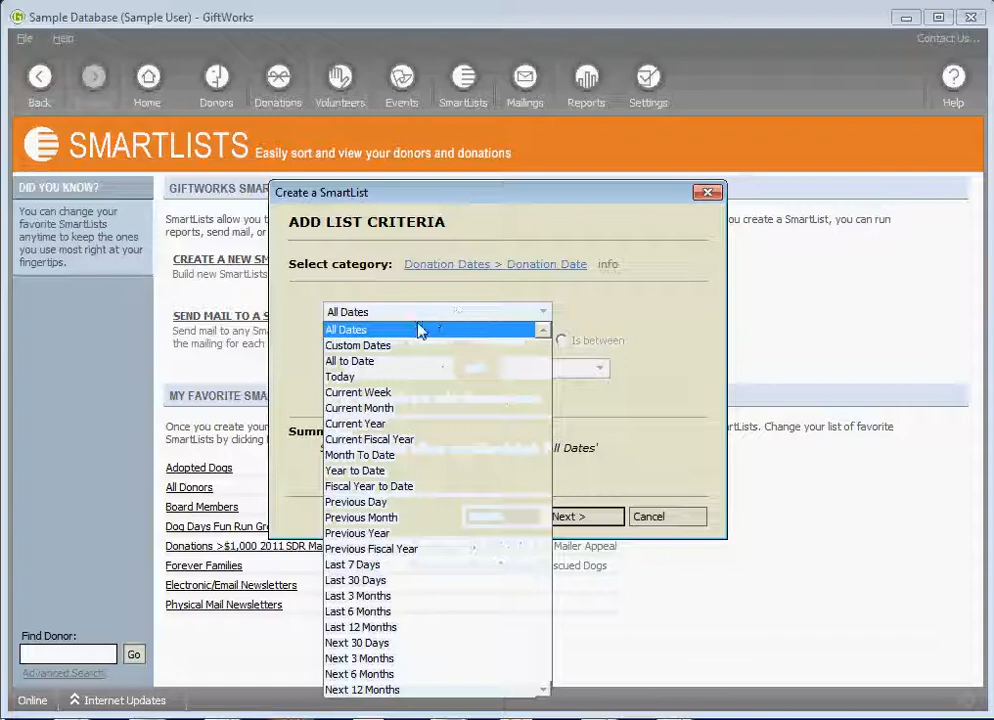 Sample Database (Sample User) - GiftWorks
File Help Contact Us...
Back Home Donors Donations Volunteers Events SmartLists Mailings Reports Settings Help
SMARTLISTS Easily sort and view your donors and donations
DID YOU KNOW?
You can change your
favorite SmartLists
anytime to keep the ones
you use most right at your
fingertips.
Find Donor:
Go
Advanced Search
GIFTWORKS SMA
SmartLists allow you t
reports, send mail, or
you create a SmartList, you can run
CREATE A NEW SM
Build new SmartLists
SEND MAIL TO A S
Send mail to any Sm
the mailing for each
MY FAVORITE SMA
Once you create your
SmartLists by clicking
rtLists. Change your list of favorite
Adopted Dogs
All Donors
Board Members
Dog Days Fun Run Gr
Donations >$1,000 2011 SDR Ma
Mailer Appeal
Forever Families
scued Dogs
Electronic/Email Newsletters
Physical Mail Newsletters
Create a SmartList
ADD LIST CRITERIA
Select category: Donation Dates > Donation Date info
All Dates
Is between
All Dates
Custom Dates
All to Date
Today
Current Week
Current Month
Current Year
Current Fiscal Year
Month To Date
Year to Date
Fiscal Year to Date
Previous Day
Previous Month
Previous Year
Previous Fiscal Year
Last 7 Days
Last 30 Days
Last 3 Months
Last 6 Months
Last 12 Months
Next 30 Days
Next 3 Months
Next 6 Months
Next 12 Months
Summ
ll Dates'
Next > Cancel
Online Internet Updates